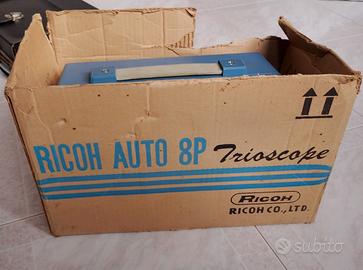 RICOH AUTO 8P Trioscope
RICOH
RICOH CO., LTD.
subito